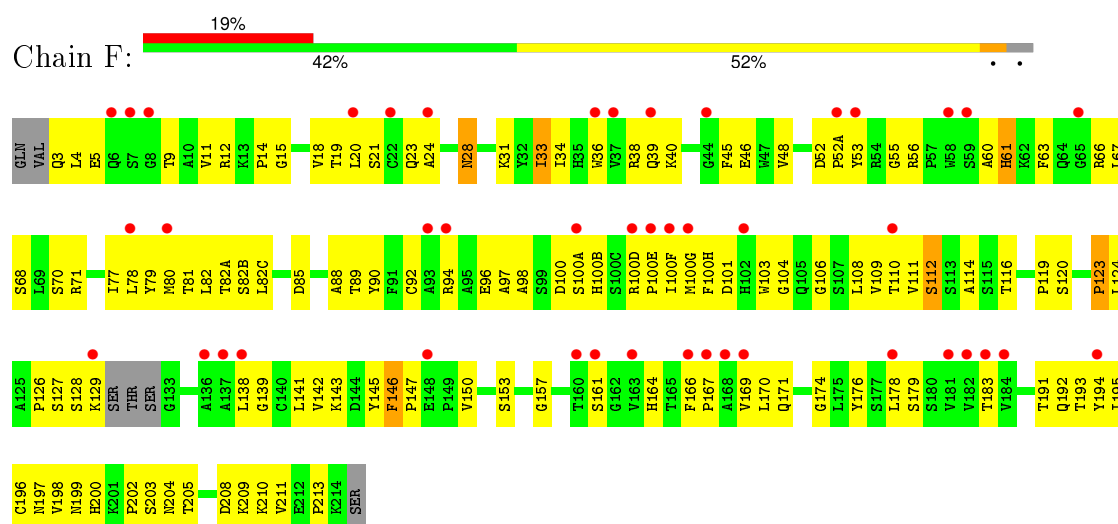 19%
Chain F:
42% 52% • •
GLN VAL Q3 L4 E5 Q6 S7 G8 T9 A10 V11 R12 K13 P14 G15 V18 T19 L20 S21 C22 Q23 A24 N28 K31 Y32 I33 I34 H35 W36 V37 R38 Q39 K40 G44 F45 E46 W47 V48 D52 P52A Y53 R54 G55 R56 P57 W58 S59 A60 H61 K62 F63 Q64 G65 R66 L67
S68 L69 S70 R71 I77 L78 Y79 M80 T81 L82 T82A S82B L82C D85 A88 T89 Y90 F91 C92 A93 R94 A95 E96 A97 A98 S99 D100 S100A H100B S100C R100D P100E I100F M100G F100H D101 H102 W103 G104 Q105 G106 S107 L108 V109 T110 V111 S112 S113 A114 S115 T116 P119 S120 P123 L124
A125 P126 S127 S128 K129 SER THR SER G133 A136 A137 L138 G139 C140 L141 V142 K143 D144 Y145 F146 P147 E148 P149 V150 S153 G157 T160 S161 G162 V163 H164 T165 F166 P167 A168 V169 L170 Q171 G174 L175 Y176 S177 L178 S179 S180 V181 V182 T183 V184 T191 Q192 T193 Y194 I195
C196 N197 V198 N199 H200 K201 P202 S203 N204 T205 D208 K209 K210 V211 E212 P213 K214 SER